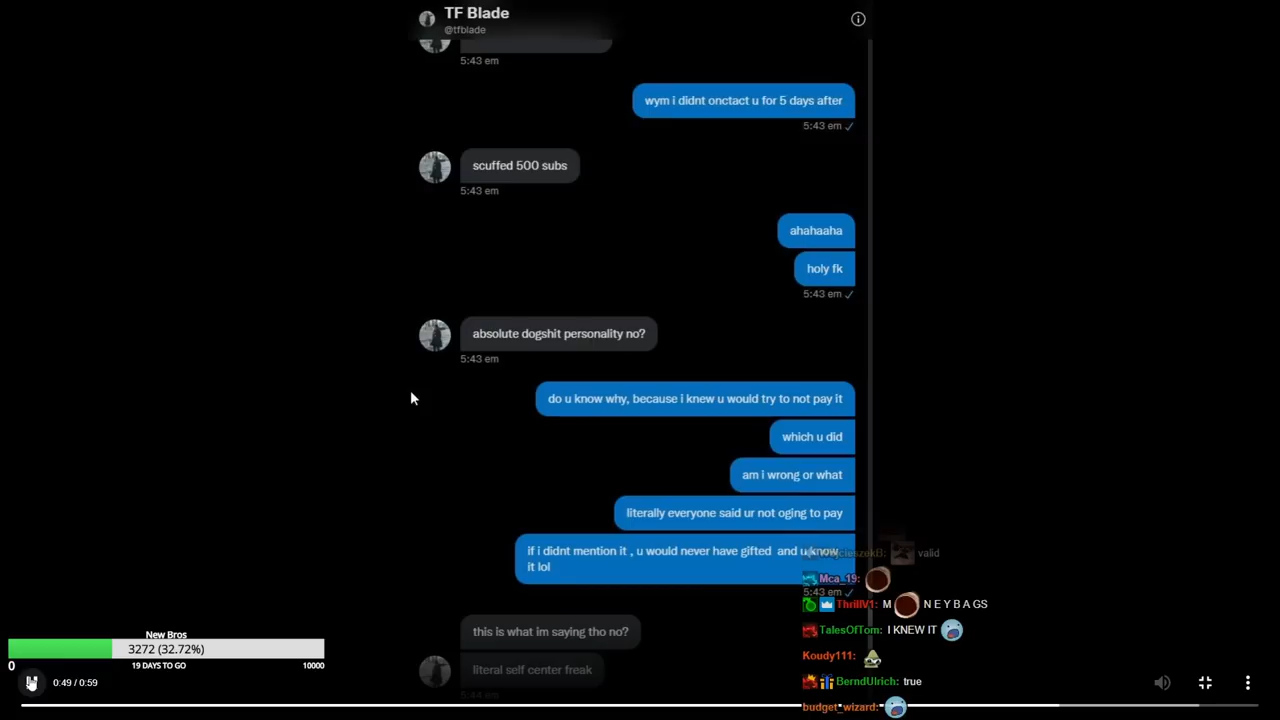 TF Blade
@tfblade
5:43 em
wym i didnt onctact u for 5 days after
5:43 em
scuffed 500 subs
5:43 em
ahahaaha
holy fk
5:43 em
absolute dogshit personality no?
5:43 em
do u know why, because i knew u would try to not pay it
which u did
am i wrong or what
literally everyone said ur not oging to pay
if i didnt mention it , u would never have gifted and u know
it lol
5:43 em
this is what im saying tho no?
literal self center freak
5:44 em
valid
Mca_19:
ThrillV1: M N E Y B A G S
TalesOfTom: I KNEW IT
Koudy111:
BerndUlrich: true
budget_wizard:
New Bros
3272 (32.72%)
0
19 DAYS TO GO
10000
0:49 / 0:59